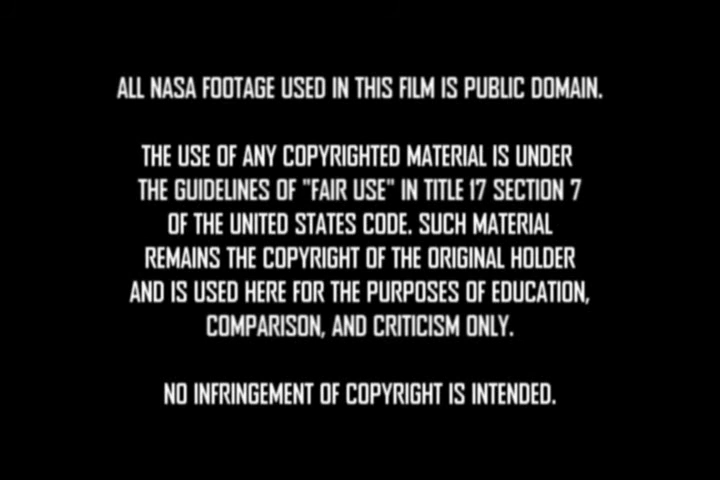 ALL NASA FOOTAGE USED IN THIS FILM IS PUBLIC DOMAIN.
THE USE OF ANY COPYRIGHTED MATERIAL IS UNDER
THE GUIDELINES OF "FAIR USE" IN TITLE 17 SECTION 7
OF THE UNITED STATES CODE. SUCH MATERIAL
REMAINS THE COPYRIGHT OF THE ORIGINAL HOLDER
AND IS USED HERE FOR THE PURPOSES OF EDUCATION,
COMPARISON, AND CRITICISM ONLY.
NO INFRINGEMENT OF COPYRIGHT IS INTENDED.